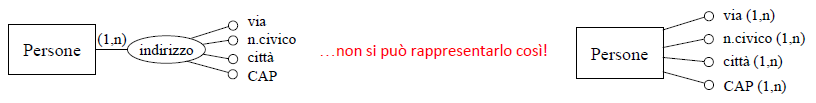 Persone
(1,n)
indirizzo
via
n.civico
città
CAP
...non si può rappresentarlo così!
Persone
via (1,n)
n.civico (1,n)
città (1,n)
CAP (1,n)